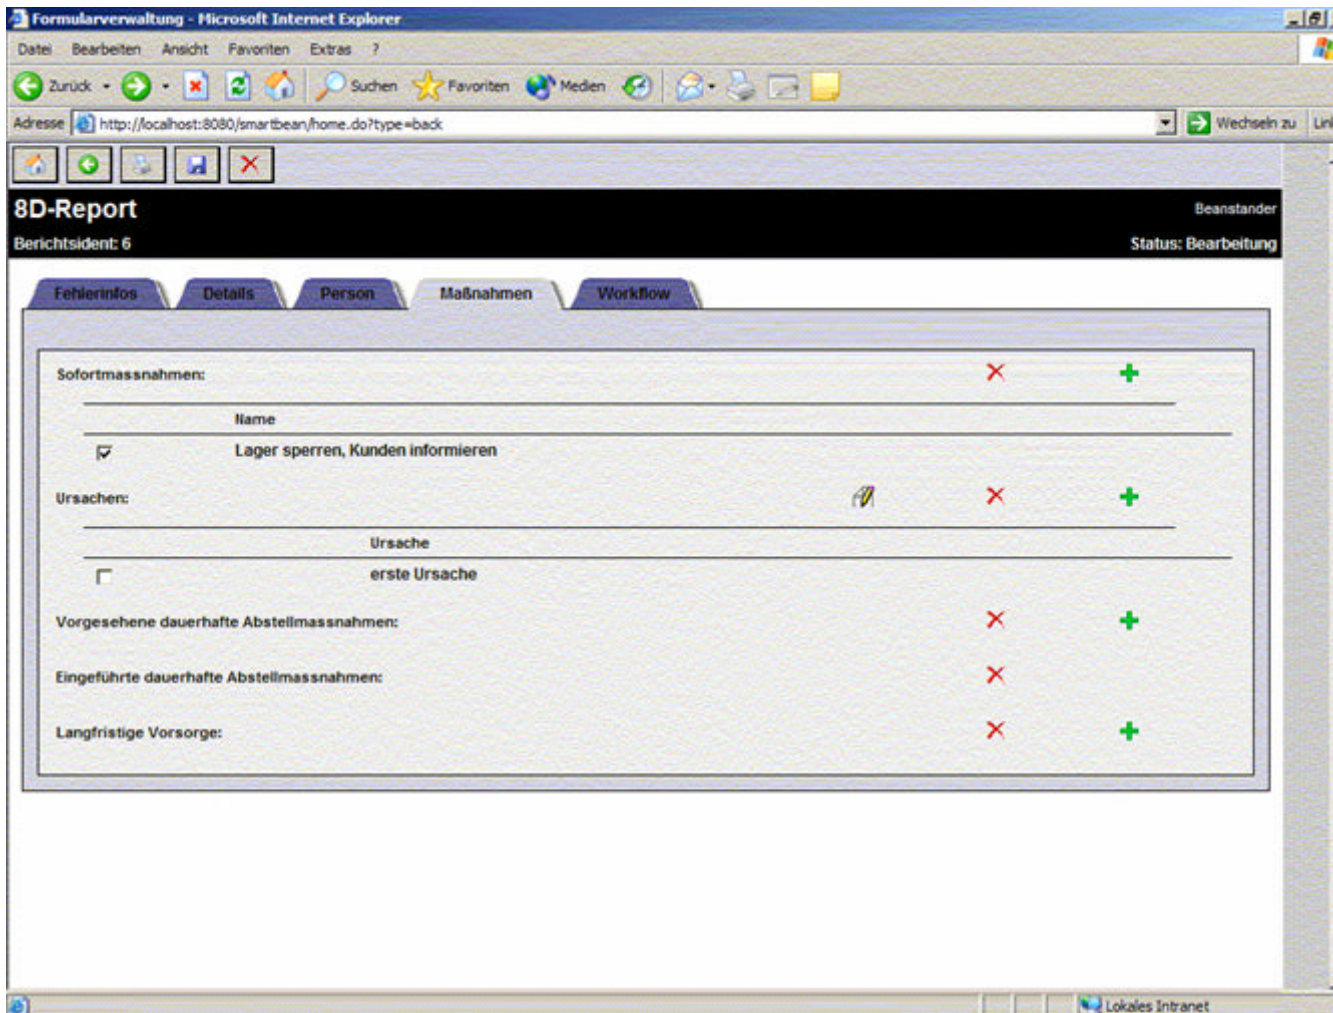 Formularverwaltung - Microsoft Internet Explorer
Datei Bearbeiten Ansicht Favoriten Extras ?
Zurück Suchen Favoriten Medien
Adresse http://localhost:8080/smartbean/home.do?type=back Wechseln zu
8D-Report Beanstander
Berichtsident: 6 Status: Bearbeitung
Fehlerinfos Details Person Maßnahmen Workflow
Sofortmassnahmen:
Name
Lager sperren, Kunden informieren
Ursachen:
Ursache
erste Ursache
Vorgesehene dauerhafte Abstellmassnahmen:
Eingeführte dauerhafte Abstellmassnahmen:
Langfristige Vorsorge:
Lokales Intranet